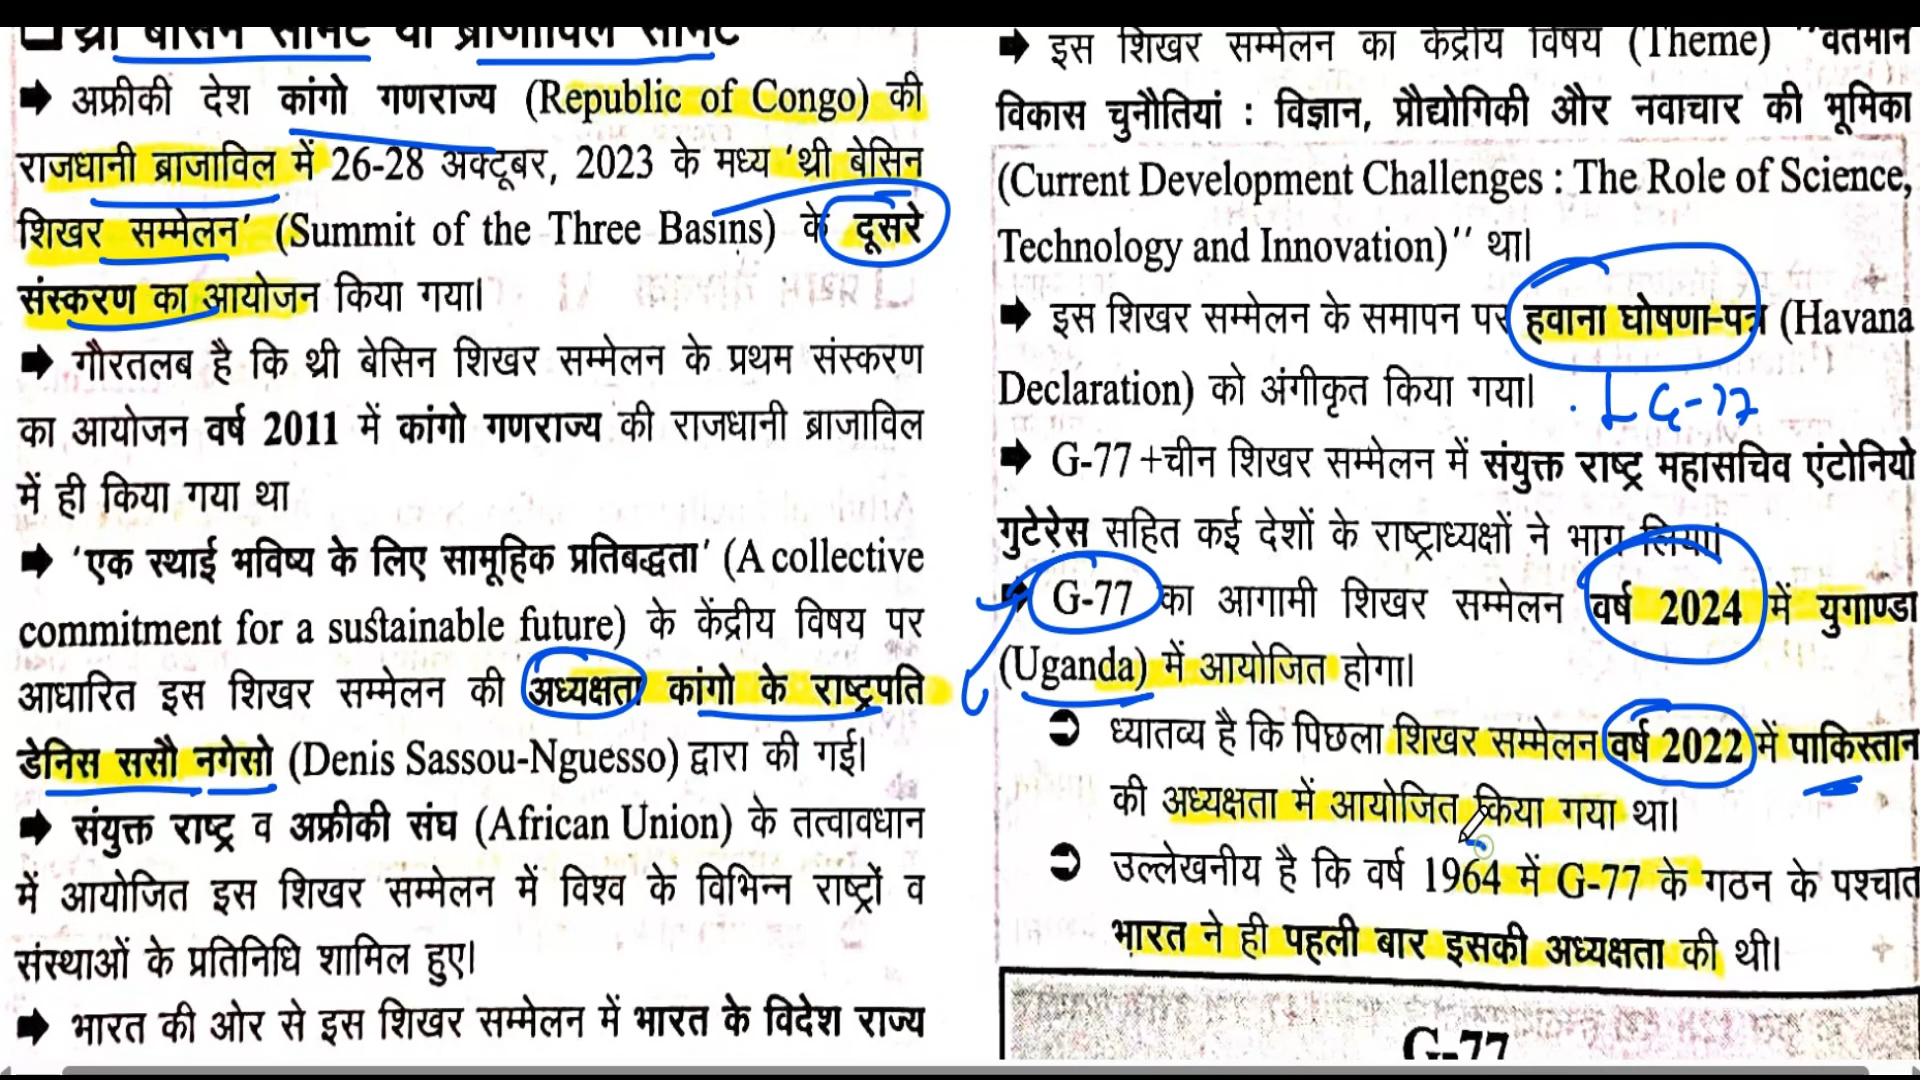 ❑ थ्री बेसिन समिट या ब्राजाविल समिट
➡ अफ्रीकी देश कांगो गणराज्य (Republic of Congo) की
राजधानी ब्राजाविल में 26-28 अक्टूबर, 2023 के मध्य ‘थ्री बेसिन
शिखर सम्मेलन’ (Summit of the Three Basins) के दूसरे
संस्करण का आयोजन किया गया।
➡ गौरतलब है कि थ्री बेसिन शिखर सम्मेलन के प्रथम संस्करण
का आयोजन वर्ष 2011 में कांगो गणराज्य की राजधानी ब्राजाविल
में ही किया गया था
➡ ‘एक स्थाई भविष्य के लिए सामूहिक प्रतिबद्धता’ (A collective
commitment for a sustainable future) के केंद्रीय विषय पर
आधारित इस शिखर सम्मेलन की अध्यक्षता कांगो के राष्ट्रपति
डेनिस ससौ नगेसो (Denis Sassou-Nguesso) द्वारा की गई।
➡ संयुक्त राष्ट्र व अफ्रीकी संघ (African Union) के तत्वावधान
में आयोजित इस शिखर सम्मेलन में विश्व के विभिन्न राष्ट्रों व
संस्थाओं के प्रतिनिधि शामिल हुए।
➡ भारत की ओर से इस शिखर सम्मेलन में भारत के विदेश राज्य
➡ इस शिखर सम्मेलन का केंद्रीय विषय (Theme) ‘‘वर्तमान
विकास चुनौतियां : विज्ञान, प्रौद्योगिकी और नवाचार की भूमिका
(Current Development Challenges : The Role of Science,
Technology and Innovation)’’ था।
➡ इस शिखर सम्मेलन के समापन पर हवाना घोषणा-पत्र (Havana
Declaration) को अंगीकृत किया गया।
G-77
➡ G-77+चीन शिखर सम्मेलन में संयुक्त राष्ट्र महासचिव एंटोनियो
गुटेरेस सहित कई देशों के राष्ट्राध्यक्षों ने भाग लिया।
➡ G-77 का आगामी शिखर सम्मेलन वर्ष 2024 में युगाण्डा
(Uganda) में आयोजित होगा।
➲ ध्यातव्य है कि पिछला शिखर सम्मेलन वर्ष 2022 में पाकिस्तान
की अध्यक्षता में आयोजित किया गया था।
➲ उल्लेखनीय है कि वर्ष 1964 में G-77 के गठन के पश्चात
भारत ने ही पहली बार इसकी अध्यक्षता की थी।
G-77